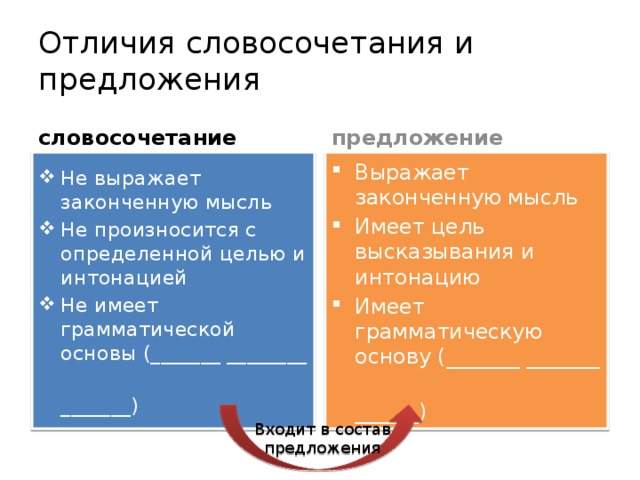 Отличия словосочетания и
предложения
словосочетание
❖ Не выражает
законченную мысль
❖ Не произносится с
определенной целью и
интонацией
❖ Не имеет
грамматической
основы (_______ ________
_______)
предложение
▪ Выражает
законченную мысль
▪ Имеет цель
высказывания и
интонацию
▪ Имеет
грамматическую
основу (_______ _______
______)
Входит в состав
предложения